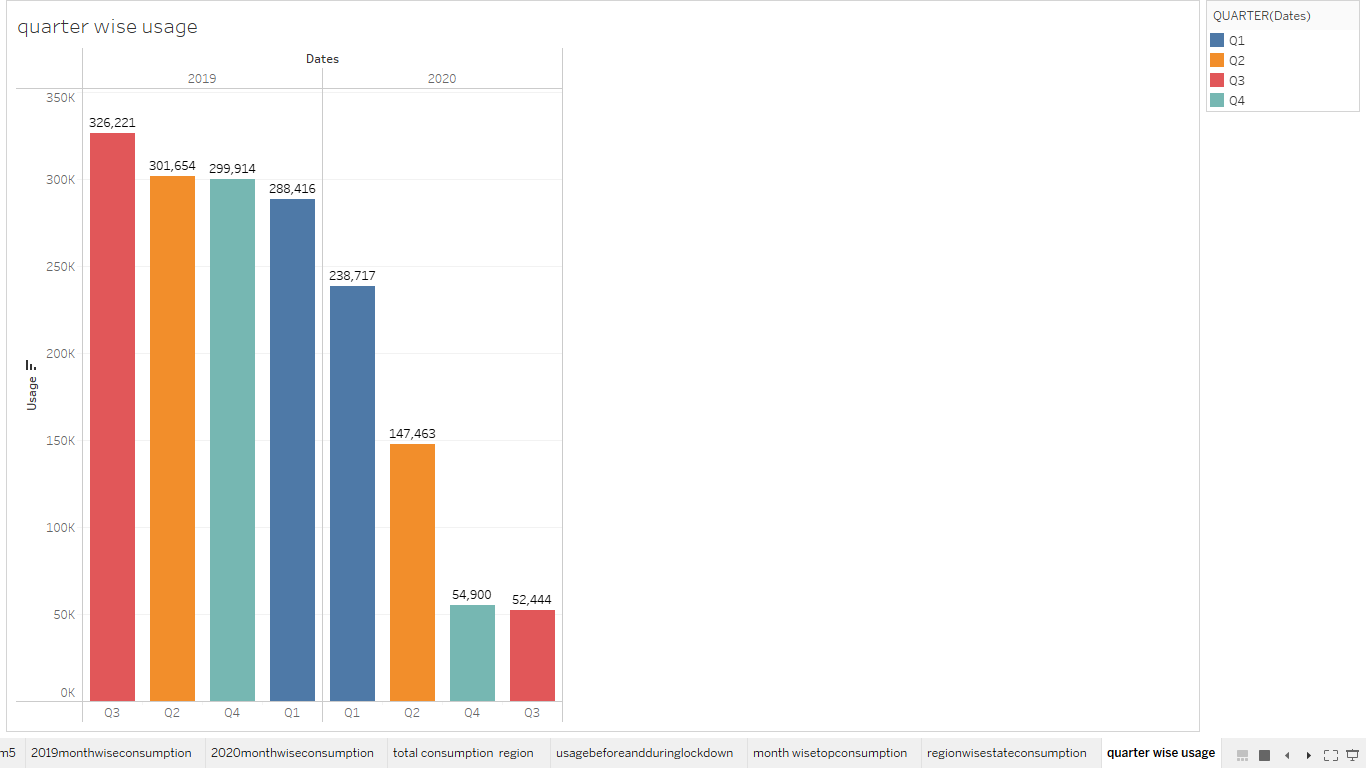 quarter wise usage
Dates
2019 2020
350K
300K
250K
200K
150K
100K
50K
0K
Usage
326,221
301,654
299,914
288,416
238,717
147,463
54,900
52,444
Q3 Q2 Q4 Q1 Q1 Q2 Q4 Q3
QUARTER(Dates)
Q1
Q2
Q3
Q4
m5 2019monthwiseconsumption 2020monthwiseconsumption total consumption region usagebeforeandduringlockdown month wisetopconsumption regionwisestateconsumption quarter wise usage